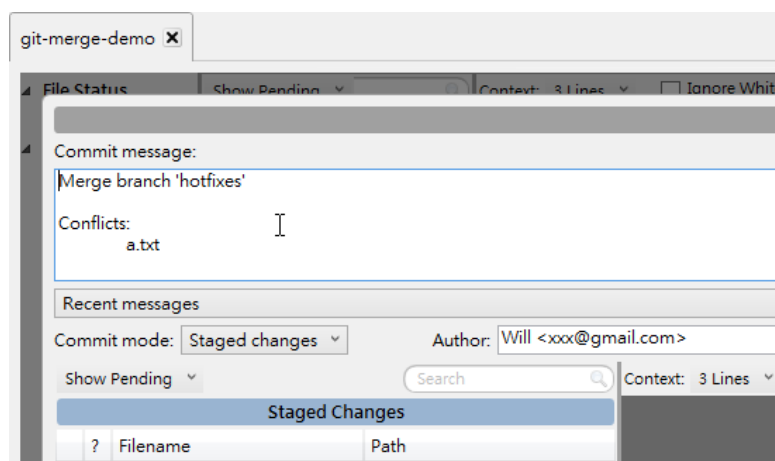 git-merge-demo
File Status Show Pending Context: 3 Lines Ignore Whit
Commit message:
Merge branch 'hotfixes'
Conflicts:
a.txt
Recent messages
Commit mode: Staged changes Author: Will <xxx@gmail.com>
Show Pending Search Context: 3 Lines
Staged Changes
? Filename Path